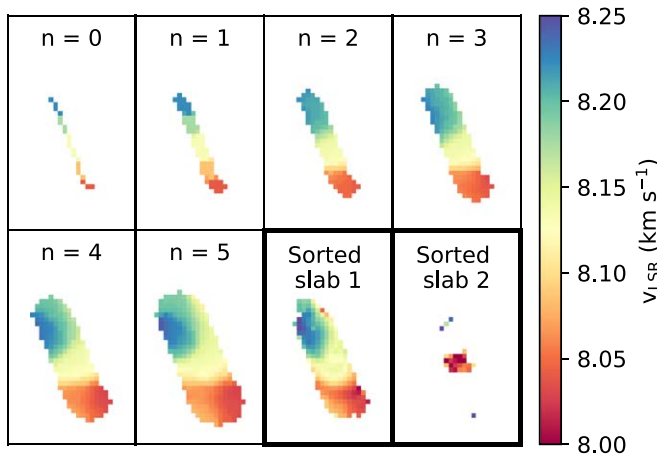 n = 0
n = 1
n = 2
n = 3
n = 4
n = 5
Sorted
slab 1
Sorted
slab 2
8.25
8.20
8.15
8.10
8.05
8.00
v_LSR (km s⁻¹)